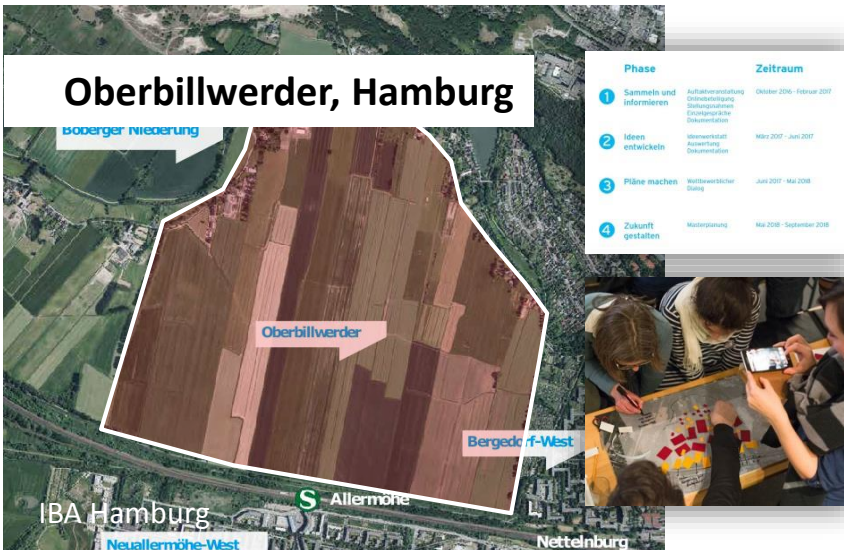 Oberbillwerder, Hamburg
Boberger Niederung
Oberbillwerder
Bergedorf-West
S Allermöhe
IBA Hamburg
Neuallermöhe-West
Nettelnburg
Phase Zeitraum
1 Sammeln und informieren
Auftaktveranstaltung
Onlinebeteiligung
Stellungnahmen
Einzelgespräche
Dokumentation
Oktober 2016 - Februar 2017
2 Ideen entwickeln
Ideenwerkstatt
Auswertung
Dokumentation
März 2017 - Juni 2017
3 Pläne machen
Wettbewerblicher
Dialog
Juni 2017 - Mai 2018
4 Zukunft gestalten
Masterplanung
Mai 2018 - September 2018